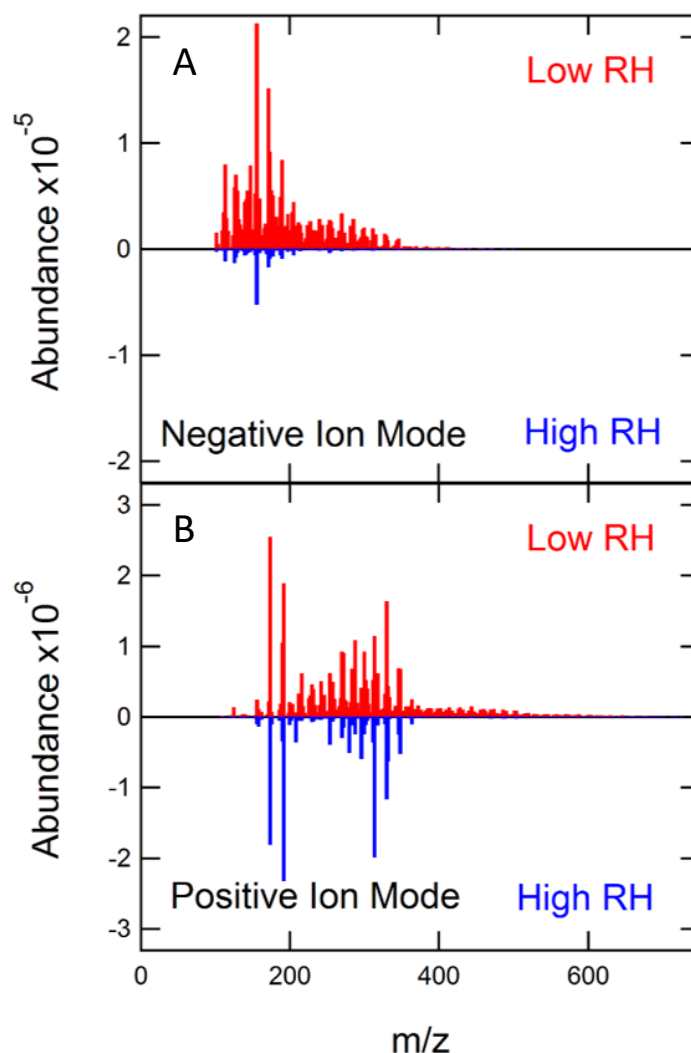 A
Low RH
2
1
0
-1
-2
Abundance x10^-5
Negative Ion Mode
High RH
B
Low RH
3
2
1
0
-1
-2
-3
Abundance x10^-6
Positive Ion Mode
High RH
0
200
400
600
m/z